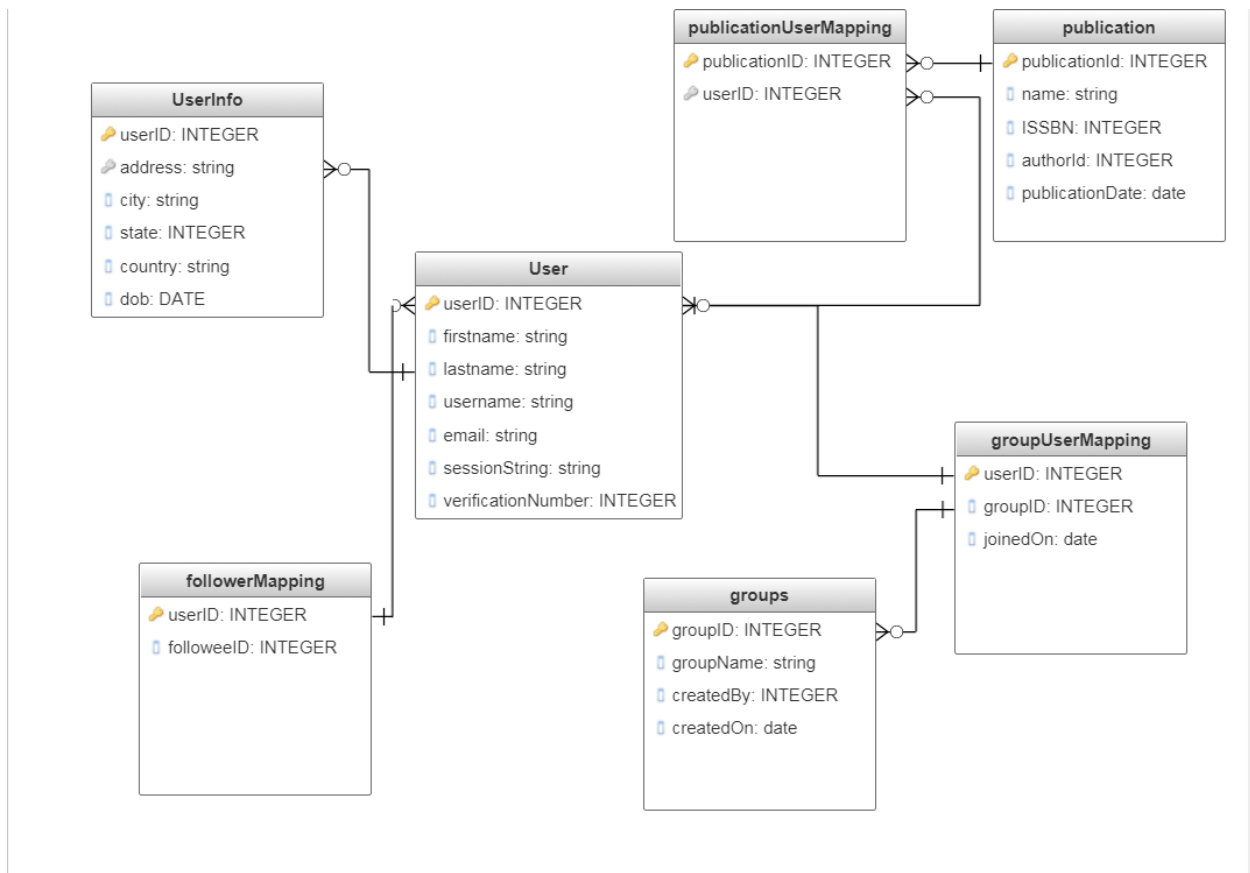 publicationUserMapping
publicationID: INTEGER
userID: INTEGER
publication
publicationId: INTEGER
name: string
ISSBN: INTEGER
authorId: INTEGER
publicationDate: date
UserInfo
userID: INTEGER
address: string
city: string
state: INTEGER
country: string
dob: DATE
User
userID: INTEGER
firstname: string
lastname: string
username: string
email: string
sessionString: string
verificationNumber: INTEGER
groupUserMapping
userID: INTEGER
groupID: INTEGER
joinedOn: date
followerMapping
userID: INTEGER
followeeID: INTEGER
groups
groupID: INTEGER
groupName: string
createdBy: INTEGER
createdOn: date